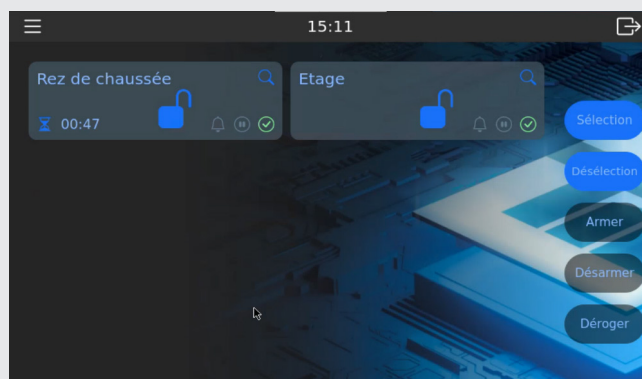 15:11
Rez de chaussée
Etage
00:47
Sélection
Désélection
Armer
Désarmer
Déroger